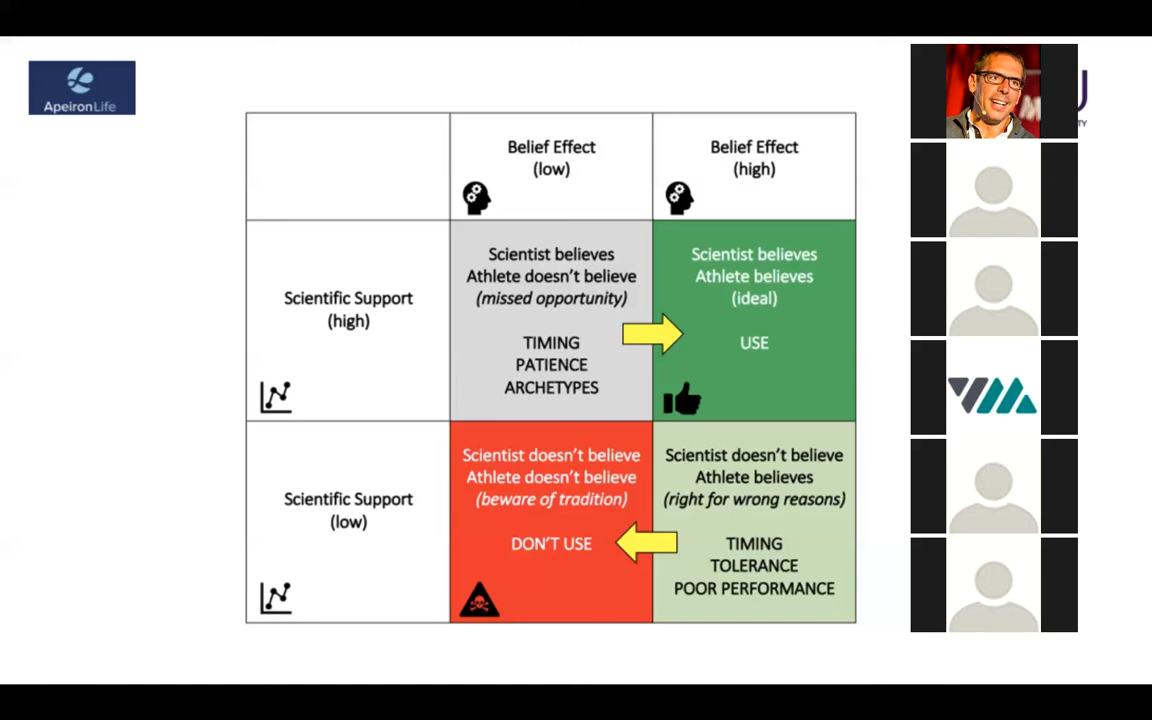 ApeironLife
Belief Effect
(low)
Belief Effect
(high)
Scientific Support
(high)
Scientist believes
Athlete doesn't believe
(missed opportunity)
TIMING
PATIENCE
ARCHETYPES
Scientist believes
Athlete believes
(ideal)
USE
Scientific Support
(low)
Scientist doesn't believe
Athlete doesn't believe
(beware of tradition)
DON'T USE
Scientist doesn't believe
Athlete believes
(right for wrong reasons)
TIMING
TOLERANCE
POOR PERFORMANCE